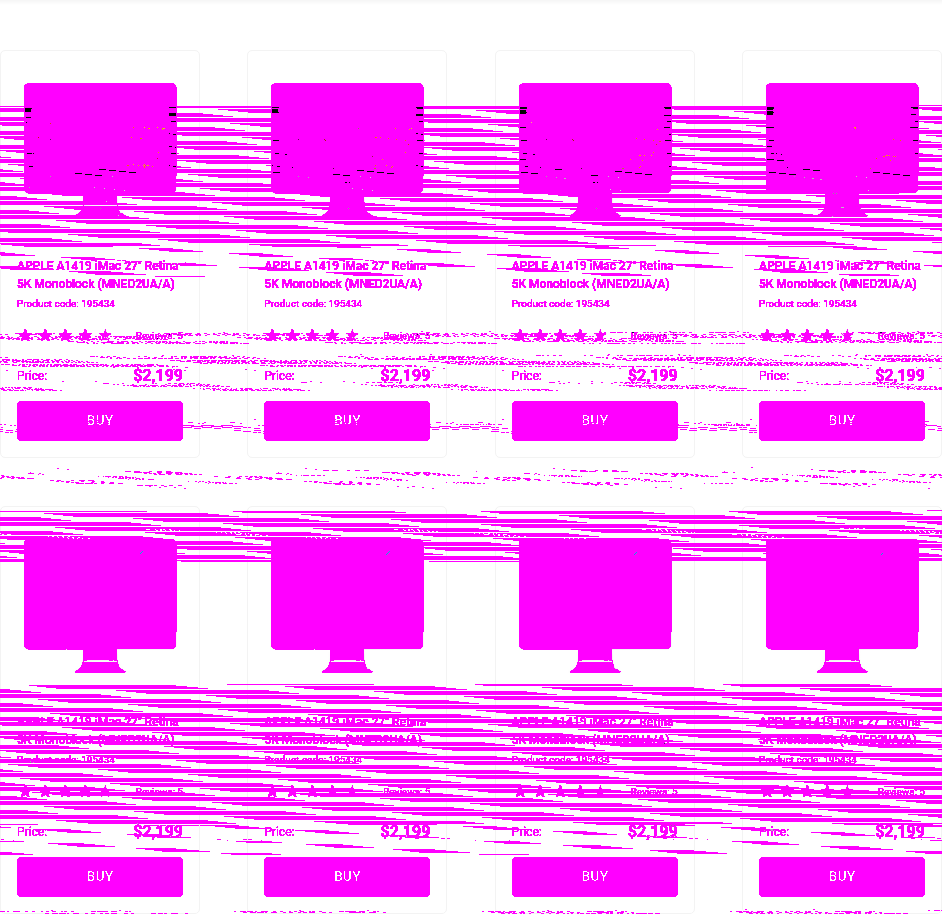 APPLE A1419 iMac 27" Retina APPLE A1419 iMac 27" Retina APPLE A1419 iMac 27" Retina APPLE A1419 iMac 27" Retina
5K Monoblock (MNED2UA/A) 5K Monoblock (MNED2UA/A) 5K Monoblock (MNED2UA/A) 5K Monoblock (MNED2UA/A)
Product code: 195434 Product code: 195434 Product code: 195434 Product code: 195434
Reviews: 5 Reviews: 5 Reviews: 5 Reviews: 5
Price: $2,199 Price: $2,199 Price: $2,199 Price: $2,199
BUY BUY BUY BUY
APPLE A1419 iMac 27" Retina APPLE A1419 iMac 27" Retina APPLE A1419 iMac 27" Retina APPLE A1419 iMac 27" Retina
5K Monoblock (MNED2UA/A) 5K Monoblock (MNED2UA/A) 5K Monoblock (MNED2UA/A) 5K Monoblock (MNED2UA/A)
Product code: 195434 Product code: 195434 Product code: 195434 Product code: 195434
Reviews: 5 Reviews: 5 Reviews: 5 Reviews: 5
Price: $2,199 Price: $2,199 Price: $2,199 Price: $2,199
BUY BUY BUY BUY